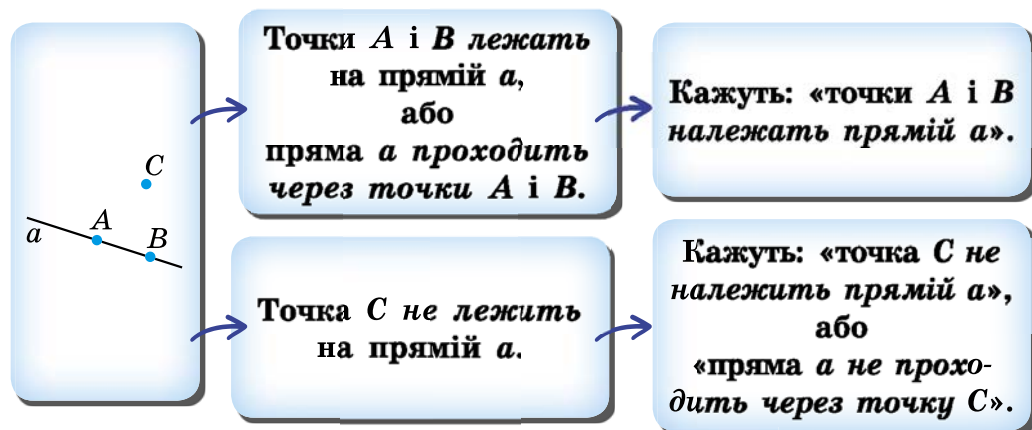 C
A
B
a
Точки A і B лежать
на прямій a,
або
пряма a проходить
через точки A і B.
Кажуть: «точки A і B
належать прямій a».
Точка C не лежить
на прямій a.
Кажуть: «точка C не
належить прямій a»,
або
«пряма a не прохо-
дить через точку C».